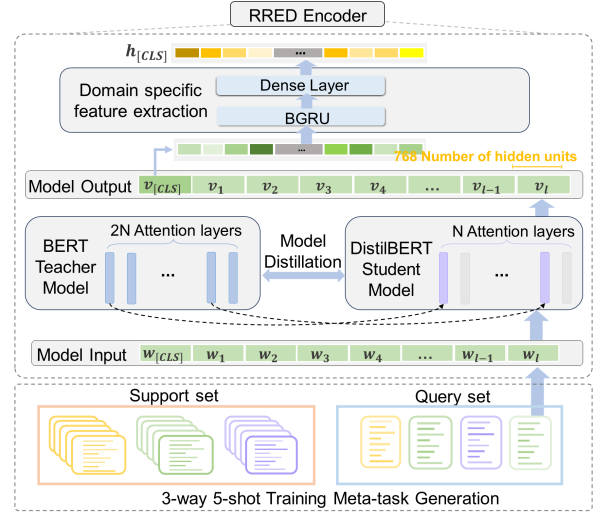 RRED Encoder
h[CLS]
...
Dense Layer
Domain specific
feature extraction
BGRU
...
768 Number of hidden units
Model Output v[CLS] v1 v2 v3 v4 ... vl−1 vl
BERT
Teacher
Model
2N Attention layers
...
Model
Distillation
DistilBERT
Student
Model
N Attention layers
...
Model Input w[CLS] w1 w2 w3 w4 ... wl−1 wl
Support set
Query set
3-way 5-shot Training Meta-task Generation